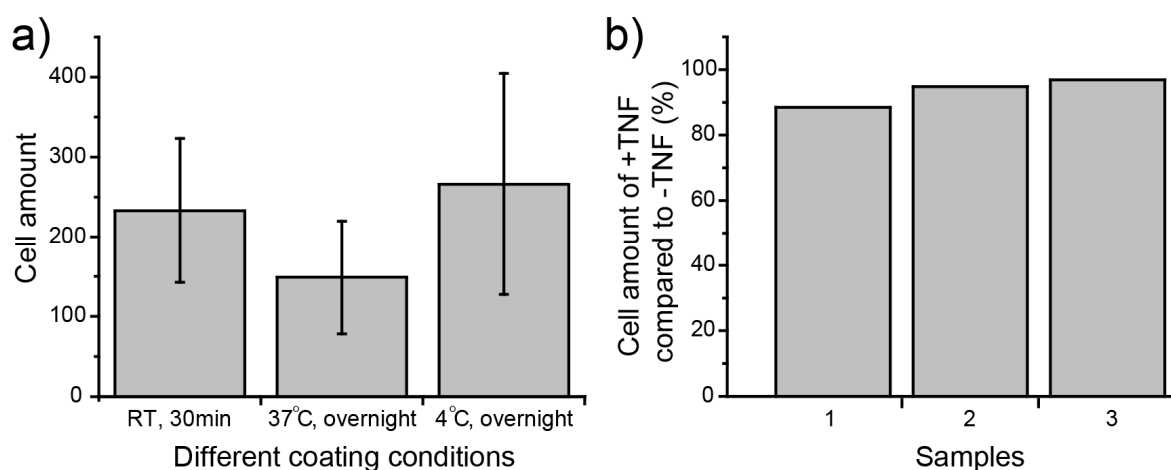 a)
Cell amount
400
300
200
100
0
RT, 30min
37°C, overnight
4°C, overnight
Different coating conditions
b)
Cell amount of +TNF
compared to -TNF (%)
100
80
60
40
20
0
1
2
3
Samples